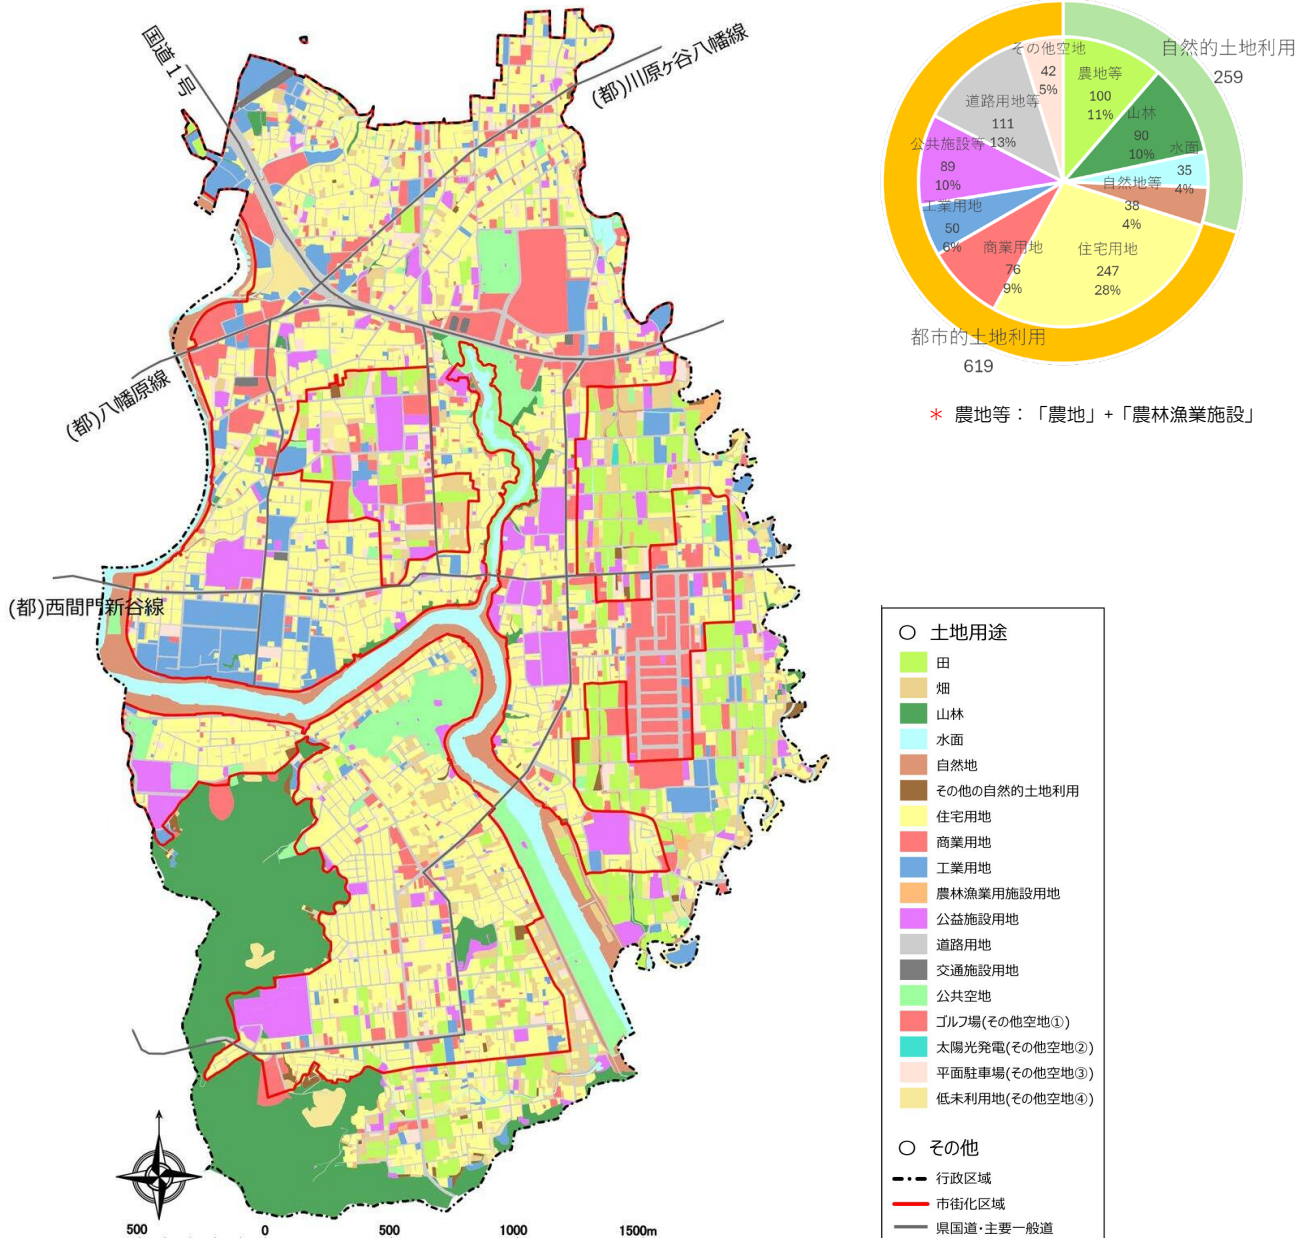 国道1号
(都)川原ヶ谷八幡線
(都)八幡原線
(都)西間門新谷線
500 0 500 1000 1500m
自然的土地利用
259
その他空地
42
5%
農地等
100
11%
山林
90
10%
水面
35
4%
自然地等
38
4%
住宅用地
247
28%
商業用地
76
9%
工業用地
50
6%
公共施設等
89
10%
道路用地等
111
13%
都市的土地利用
619
＊ 農地等：「農地」+「農林漁業施設」
○ 土地用途
田
畑
山林
水面
自然地
その他の自然的土地利用
住宅用地
商業用地
工業用地
農林漁業用施設用地
公益施設用地
道路用地
交通施設用地
公共空地
ゴルフ場(その他空地①)
太陽光発電(その他空地②)
平面駐車場(その他空地③)
低未利用地(その他空地④)
○ その他
行政区域
市街化区域
県国道･主要一般道